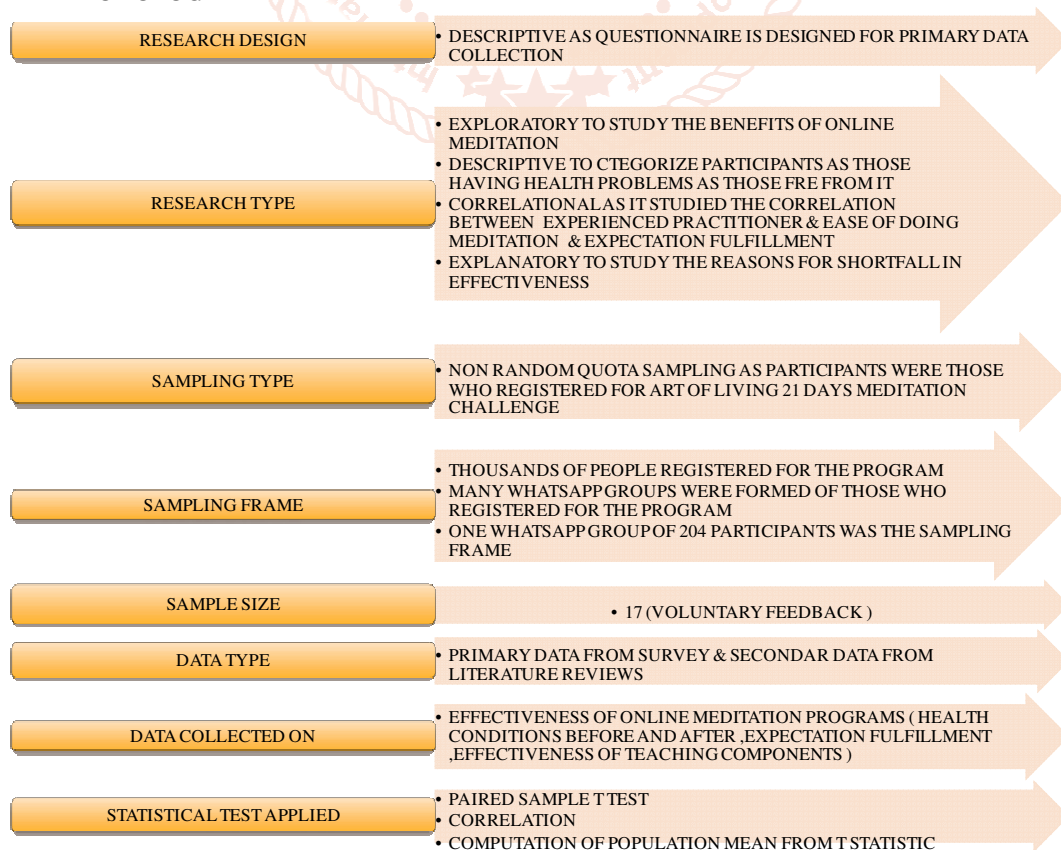 RESEARCH DESIGN
• DESCRIPTIVE AS QUESTIONNAIRE IS DESIGNED FOR PRIMARY DATA
COLLECTION
RESEARCH TYPE
• EXPLORATORY TO STUDY THE BENEFITS OF ONLINE
MEDITATION
• DESCRIPTIVE TO CTEGORIZE PARTICIPANTS AS THOSE
HAVING HEALTH PROBLEMS AS THOSE FRE FROM IT
• CORRELATIONAL AS IT STUDIED THE CORRELATION
BETWEEN EXPERIENCED PRACTITIONER & EASE OF DOING
MEDITATION & EXPECTATION FULFILLMENT
• EXPLANATORY TO STUDY THE REASONS FOR SHORTFALL IN
EFFECTIVENESS
SAMPLING TYPE
• NON RANDOM QUOTA SAMPLING AS PARTICIPANTS WERE THOSE
WHO REGISTERED FOR ART OF LIVING 21 DAYS MEDITATION
CHALLENGE
SAMPLING FRAME
• THOUSANDS OF PEOPLE REGISTERED FOR THE PROGRAM
• MANY WHATSAPP GROUPS WERE FORMED OF THOSE WHO
REGISTERED FOR THE PROGRAM
• ONE WHATSAPP GROUP OF 204 PARTICIPANTS WAS THE SAMPLING
FRAME
SAMPLE SIZE
• 17 (VOLUNTARY FEEDBACK )
DATA TYPE
• PRIMARY DATA FROM SURVEY & SECONDAR DATA FROM
LITERATURE REVIEWS
DATA COLLECTED ON
• EFFECTIVENESS OF ONLINE MEDITATION PROGRAMS ( HEALTH
CONDITIONS BEFORE AND AFTER ,EXPECTATION FULFILLMENT
,EFFECTIVENESS OF TEACHING COMPONENTS )
STATISTICAL TEST APPLIED
• PAIRED SAMPLE T TEST
• CORRELATION
• COMPUTATION OF POPULATION MEAN FROM T STATISTIC